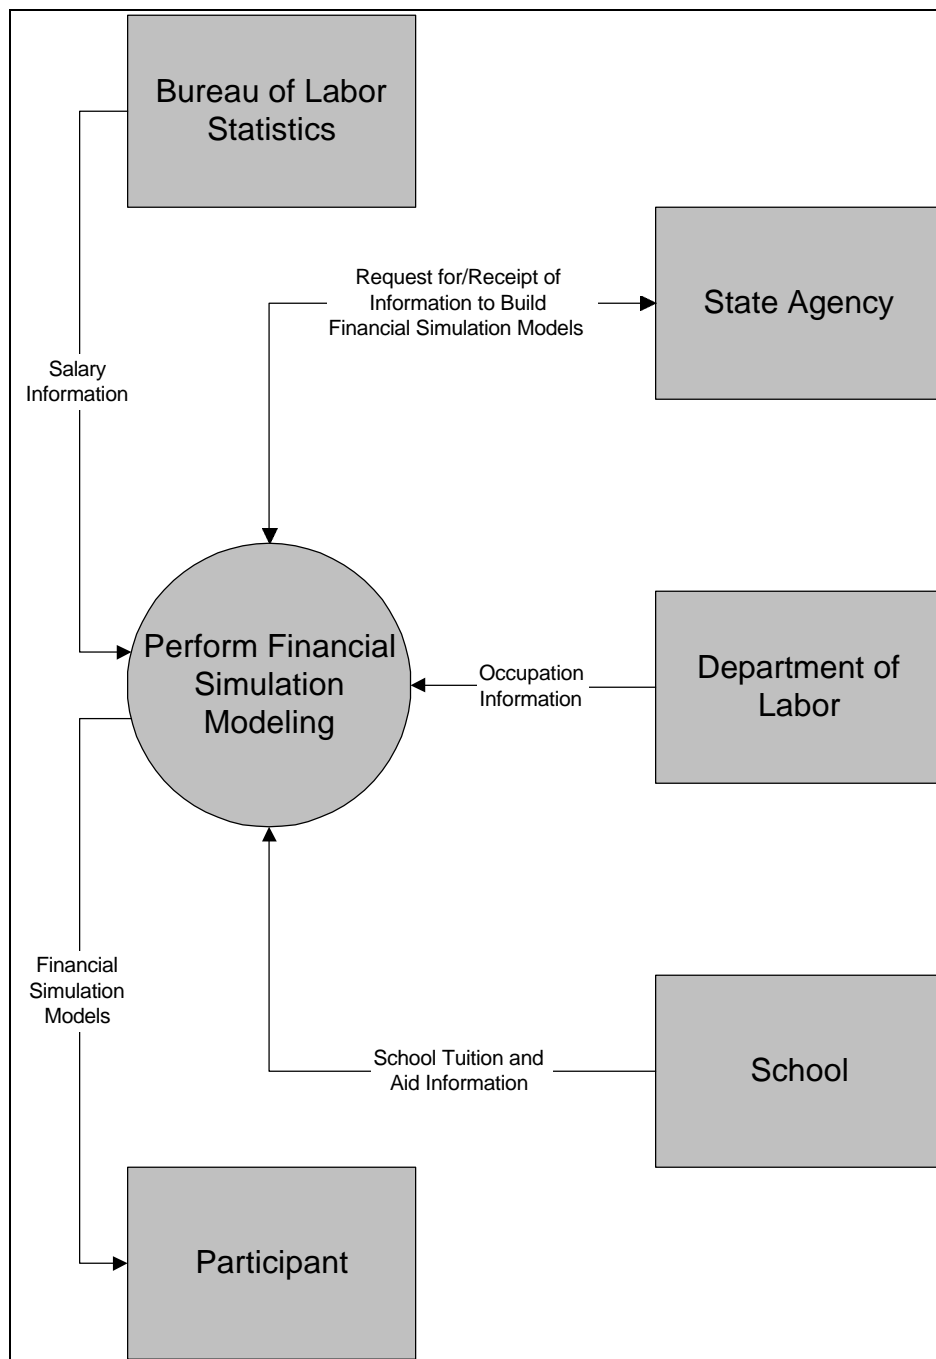 Bureau of Labor
Statistics
Request for/Receipt of
Information to Build
Financial Simulation Models
State Agency
Salary
Information
Perform Financial
Simulation
Modeling
Occupation
Information
Department of
Labor
Financial
Simulation
Models
School Tuition and
Aid Information
School
Participant